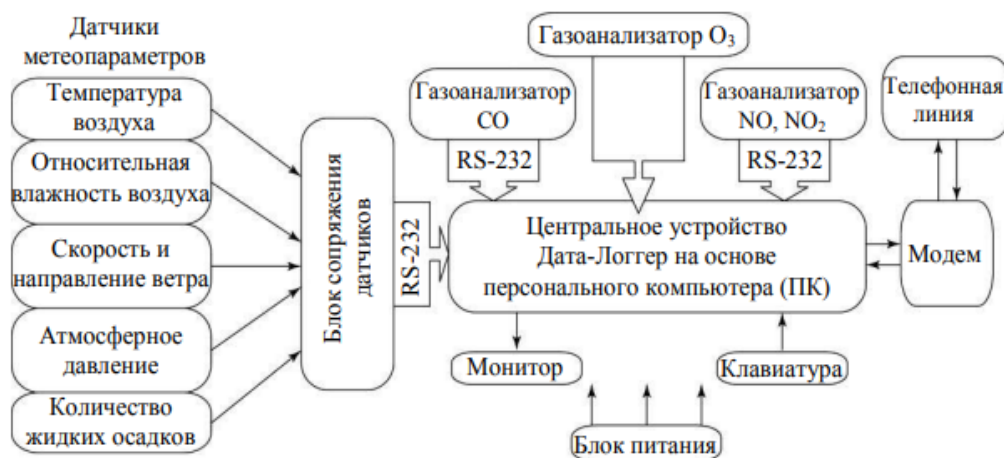 Датчики
метеопараметров
Температура
воздуха
Относительная
влажность воздуха
Скорость и
направление ветра
Атмосферное
давление
Количество
жидких осадков
Блок сопряжения
датчиков
RS-232
Газоанализатор
CO
RS-232
Газоанализатор O₃
Газоанализатор
NO, NO₂
RS-232
Телефонная
линия
Центральное устройство
Дата-Логгер на основе
персонального компьютера (ПК)
Модем
Монитор
Клавиатура
Блок питания